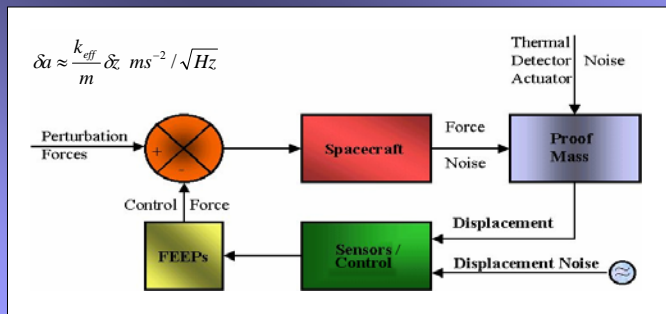 δa ≈ k_eff / m δz ms⁻² / √Hz
Thermal
Detector
Actuator
Noise
Perturbation
Forces
+
-
Spacecraft
Force
Noise
Proof
Mass
Control Force
Displacement
FEEPs
Sensors /
Control
Displacement Noise
≈